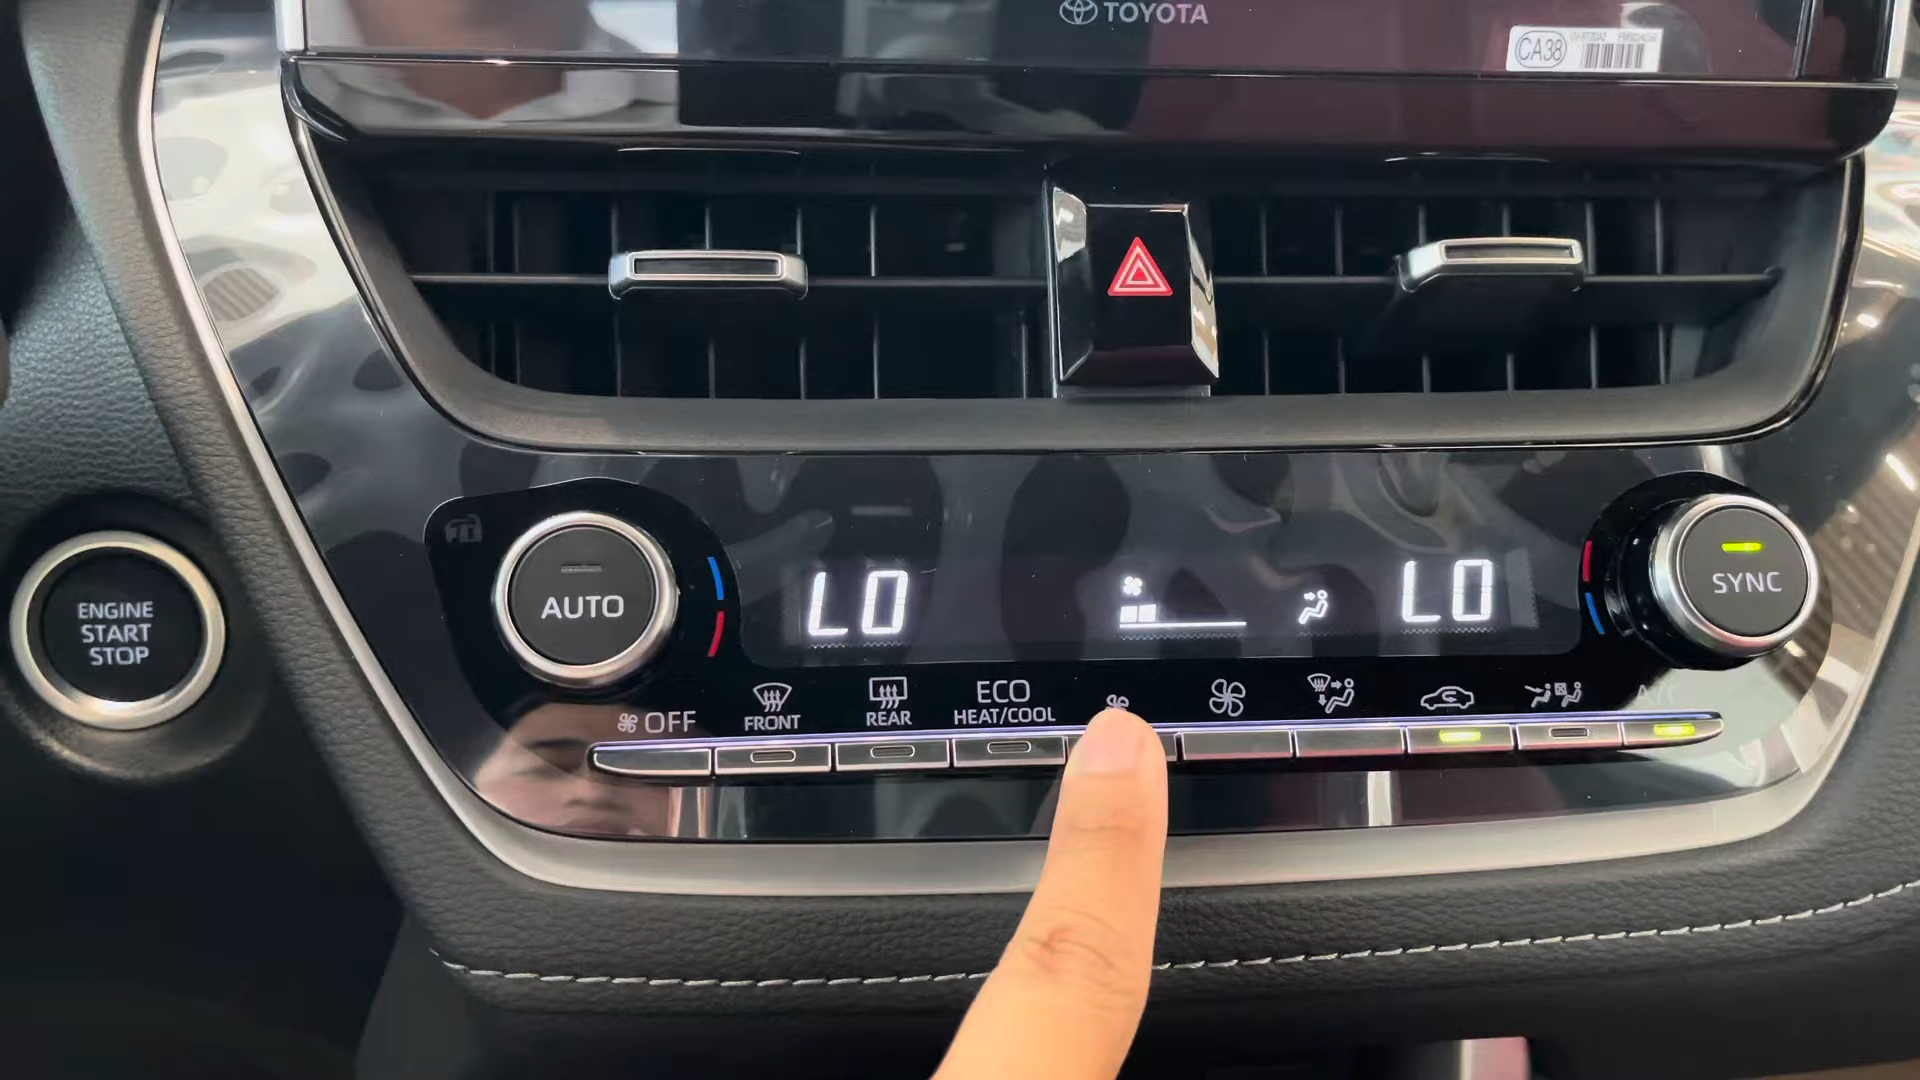 TOYOTA
CA38
ENGINE
START
STOP
AUTO
LO
LO
SYNC
OFF
FRONT
REAR
ECO
HEAT/COOL
A/C